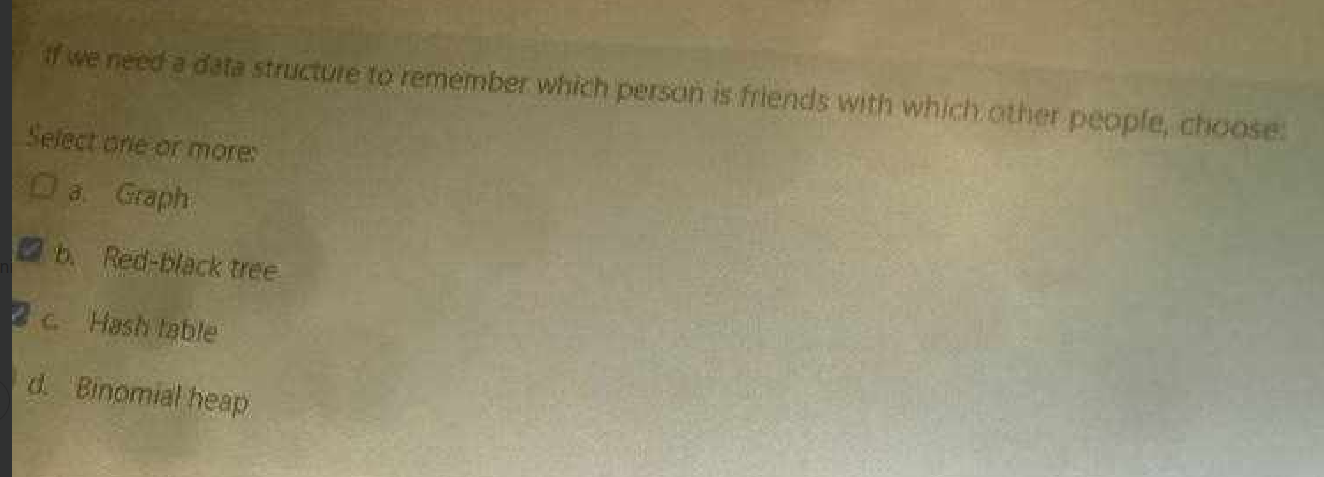 If we need a data structure to remember which person is friends with which other people, choose:
Select one or more:
a. Graph
b. Red-black tree
c. Hash table
d. Binomial heap